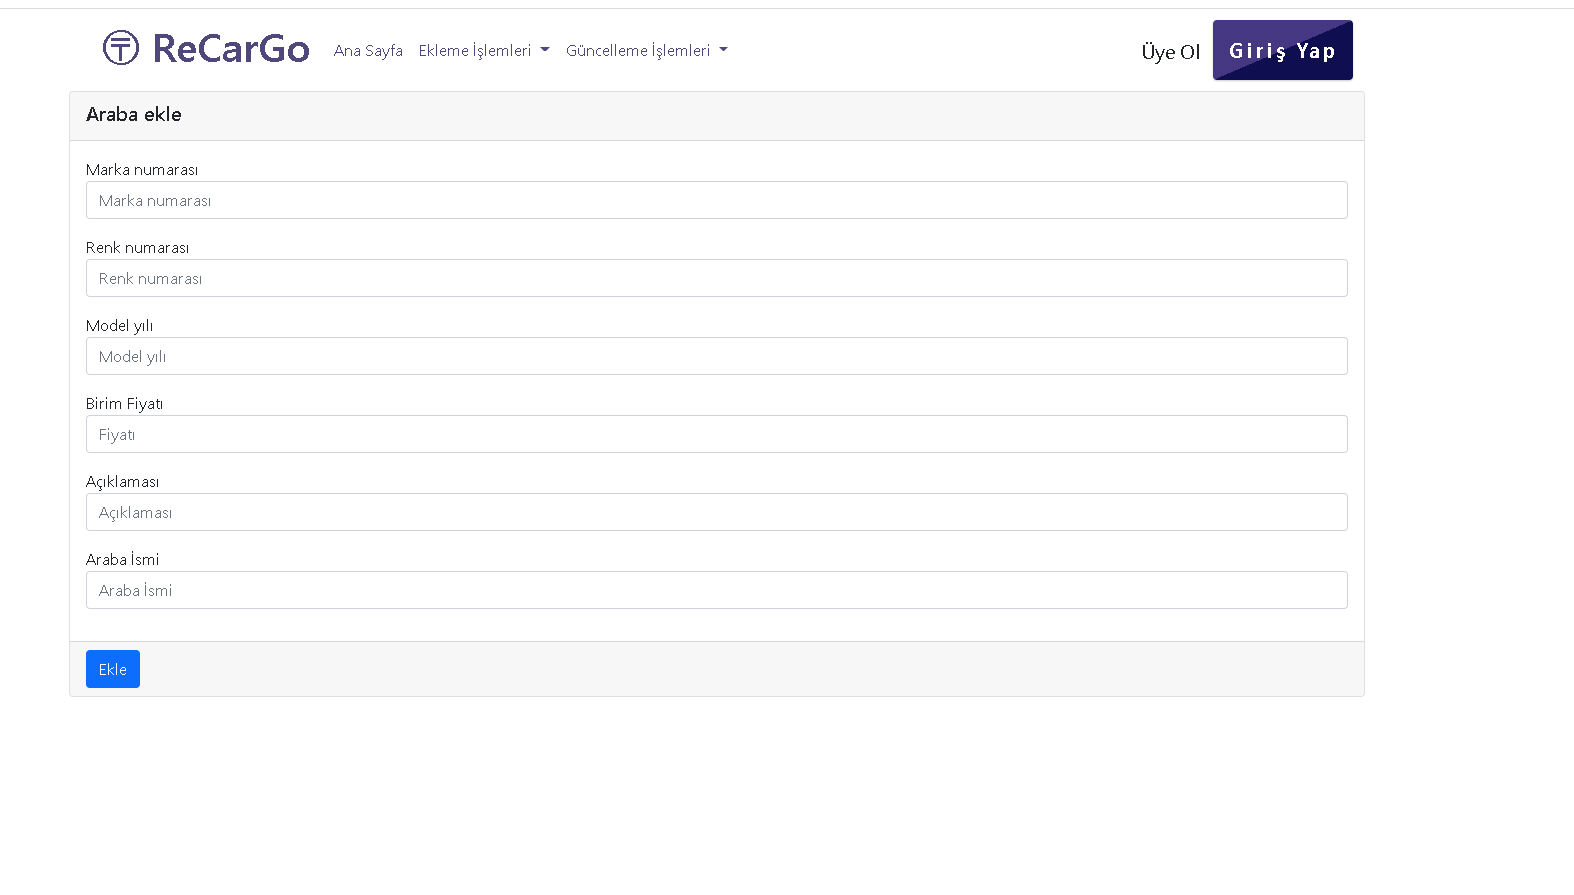 ReCarGo Ana Sayfa Ekleme İşlemleri Güncelleme İşlemleri Üye Ol Giriş Yap
Araba ekle
Marka numarası
Marka numarası
Renk numarası
Renk numarası
Model yılı
Model yılı
Birim Fiyatı
Fiyatı
Açıklaması
Açıklaması
Araba İsmi
Araba İsmi
Ekle